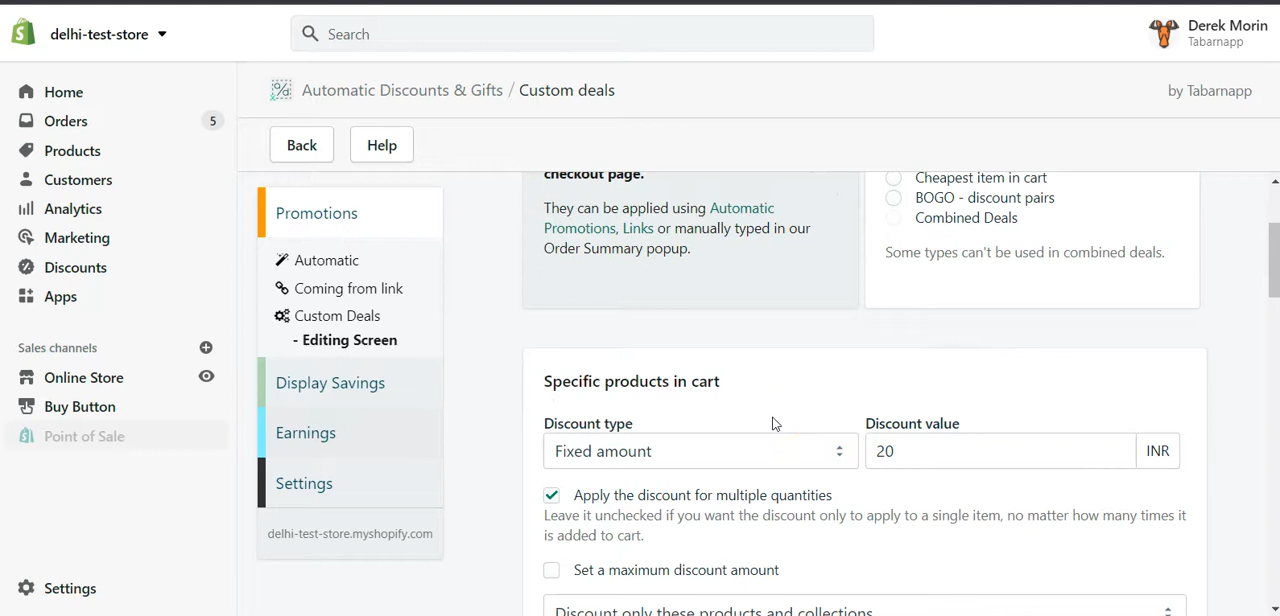 delhi-test-store
Search
Derek Morin
Tabarnapp
Home
Orders
5
Products
Customers
Analytics
Marketing
Discounts
Apps
Sales channels
Online Store
Buy Button
Point of Sale
Settings
Automatic Discounts & Gifts / Custom deals
by Tabarnapp
Back
Help
Promotions
Automatic
Coming from link
Custom Deals
- Editing Screen
Display Savings
Earnings
Settings
delhi-test-store.myshopify.com
checkout page.
They can be applied using Automatic
Promotions, Links or manually typed in our
Order Summary popup.
Cheapest item in cart
BOGO - discount pairs
Combined Deals
Some types can't be used in combined deals.
Specific products in cart
Discount type
Fixed amount
Discount value
20
INR
Apply the discount for multiple quantities
Leave it unchecked if you want the discount only to apply to a single item, no matter how many times it
is added to cart.
Set a maximum discount amount
Discount only these products and collections